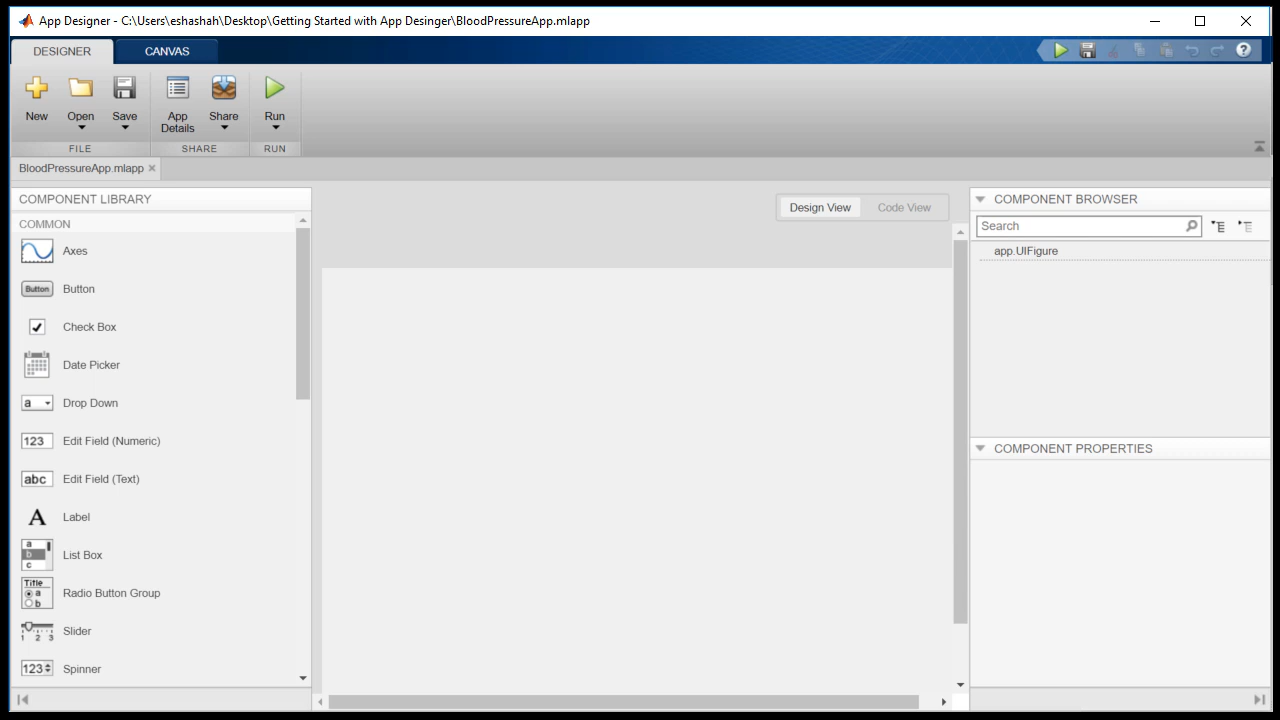 App Designer - C:\Users\eshashah\Desktop\Getting Started with App Desinger\BloodPressureApp.mlapp
DESIGNER CANVAS
New Open Save App Details Share Run
FILE SHARE RUN
BloodPressureApp.mlapp
COMPONENT LIBRARY
COMMON
Axes
Button Button
Check Box
Date Picker
a Drop Down
123 Edit Field (Numeric)
abc Edit Field (Text)
A Label
a
b List Box
c
Title
a Radio Button Group
b
Slider
1 2 3
123 Spinner
Design View Code View
COMPONENT BROWSER
Search
app.UIFigure
COMPONENT PROPERTIES